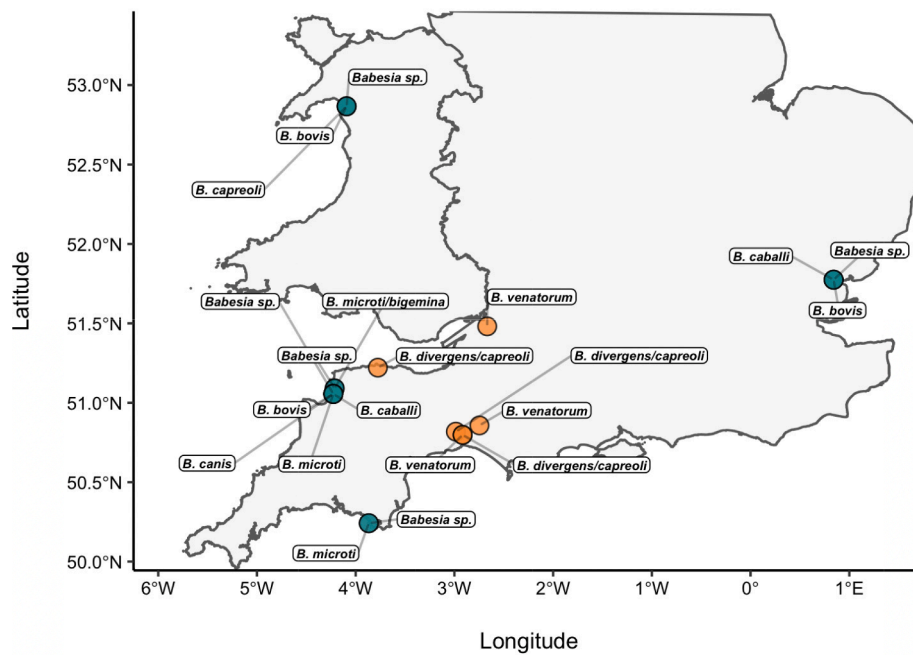 Babesia sp.
53.0°N
B. bovis
52.5°N
B. capreoli
52.0°N
B. caballi
Babesia sp.
Latitude
Babesia sp.
B. microti/bigemina
B. venatorum
B. bovis
51.5°N
Babesia sp.
B. divergens/capreoli
B. divergens/capreoli
51.0°N
B. bovis
B. caballi
B. venatorum
B. canis
B. microti
B. venatorum
B. divergens/capreoli
50.5°N
Babesia sp.
B. microti
50.0°N
6°W
5°W
4°W
3°W
2°W
1°W
0°
1°E
Longitude